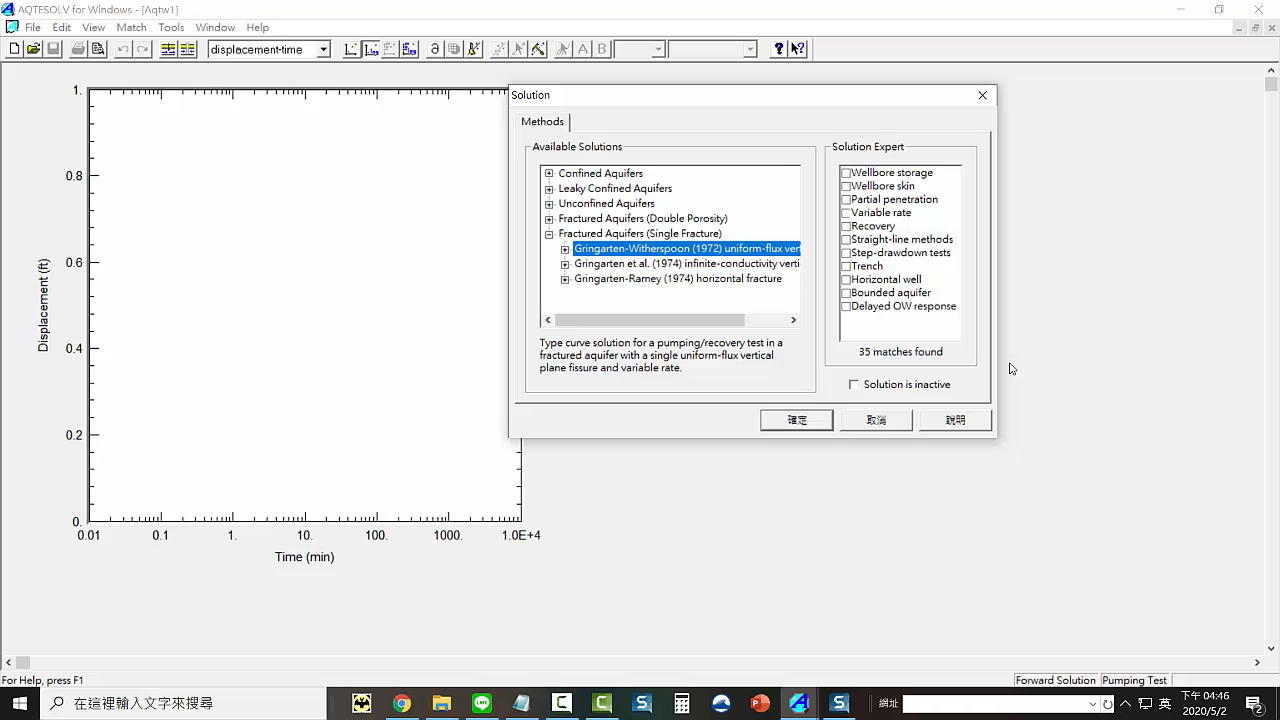 AQTESOLV for Windows - [Aqtw1]
File Edit View Match Tools Window Help
displacement-time
Solution
Methods
Available Solutions
Confined Aquifers
Leaky Confined Aquifers
Unconfined Aquifers
Fractured Aquifers (Double Porosity)
Fractured Aquifers (Single Fracture)
Gringarten-Witherspoon (1972) uniform-flux vert
Gringarten et al. (1974) infinite-conductivity verti
Gringarten-Ramey (1974) horizontal fracture
Type curve solution for a pumping/recovery test in a
fractured aquifer with a single uniform-flux vertical
plane fissure and variable rate.
Solution Expert
Wellbore storage
Wellbore skin
Partial penetration
Variable rate
Recovery
Straight-line methods
Step-drawdown tests
Trench
Horizontal well
Bounded aquifer
Delayed OW response
35 matches found
Solution is inactive
確定 取消 說明
1.
0.8
0.6
0.4
0.2
0.
Displacement (ft)
0.01 0.1 1. 10. 100. 1000. 1.0E+4
Time (min)
For Help, press F1
Forward Solution Pumping Test
在這裡輸入文字來搜尋
網址
英
下午 04:46
2020/5/2
2